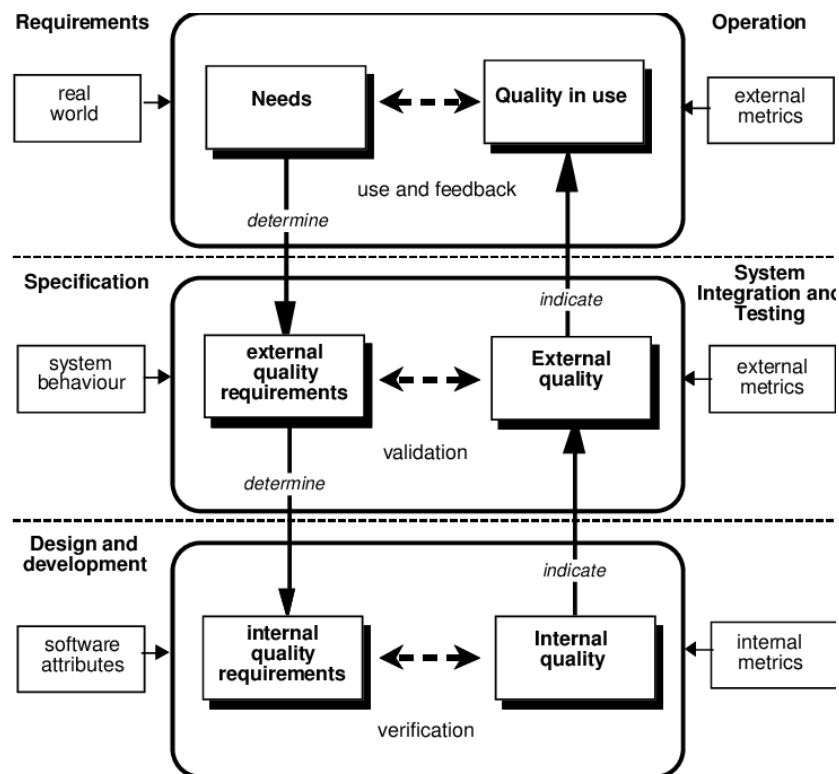 Requirements
Operation
real
world
Needs
Quality in use
external
metrics
use and feedback
determine
Specification
System
Integration and
Testing
indicate
system
behaviour
external
quality
requirements
External
quality
external
metrics
validation
determine
Design and
development
indicate
software
attributes
internal
quality
requirements
Internal
quality
internal
metrics
verification